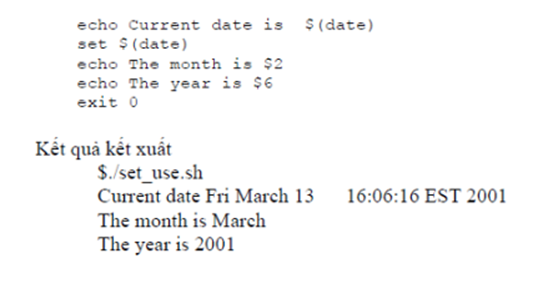 echo Current date is $(date)
set $(date)
echo The month is $2
echo The year is $6
exit 0
Kết quả kết xuất
$./set_use.sh
Current date Fri March 13 16:06:16 EST 2001
The month is March
The year is 2001